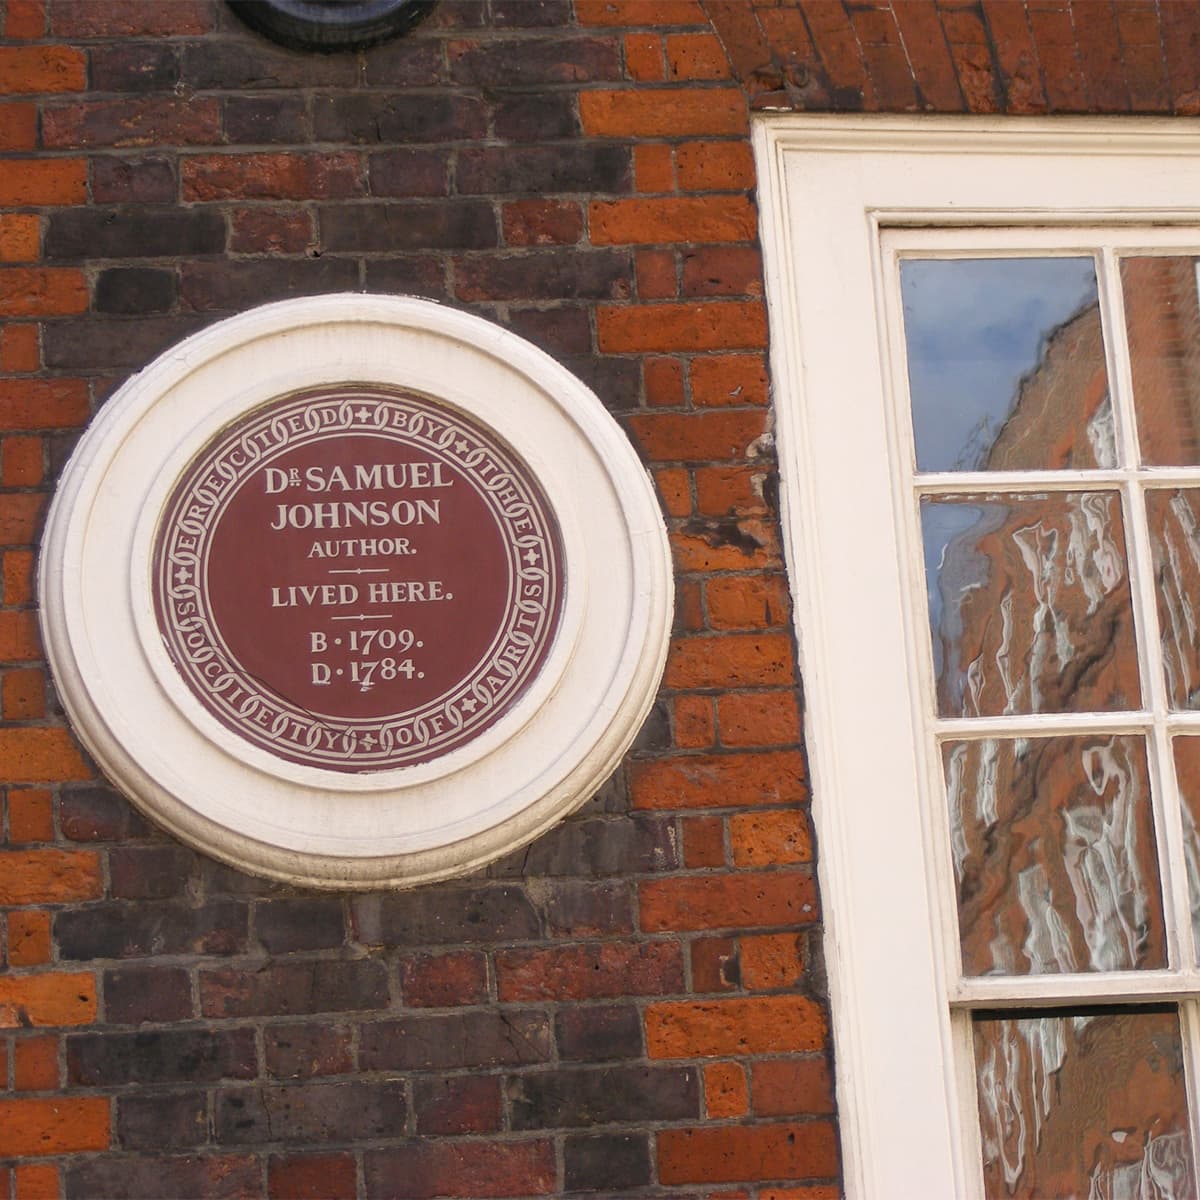 ERECTED BY THE SOCIETY OF ARTS
DR SAMUEL
JOHNSON
AUTHOR.
LIVED HERE.
B·1709.
D·1784.